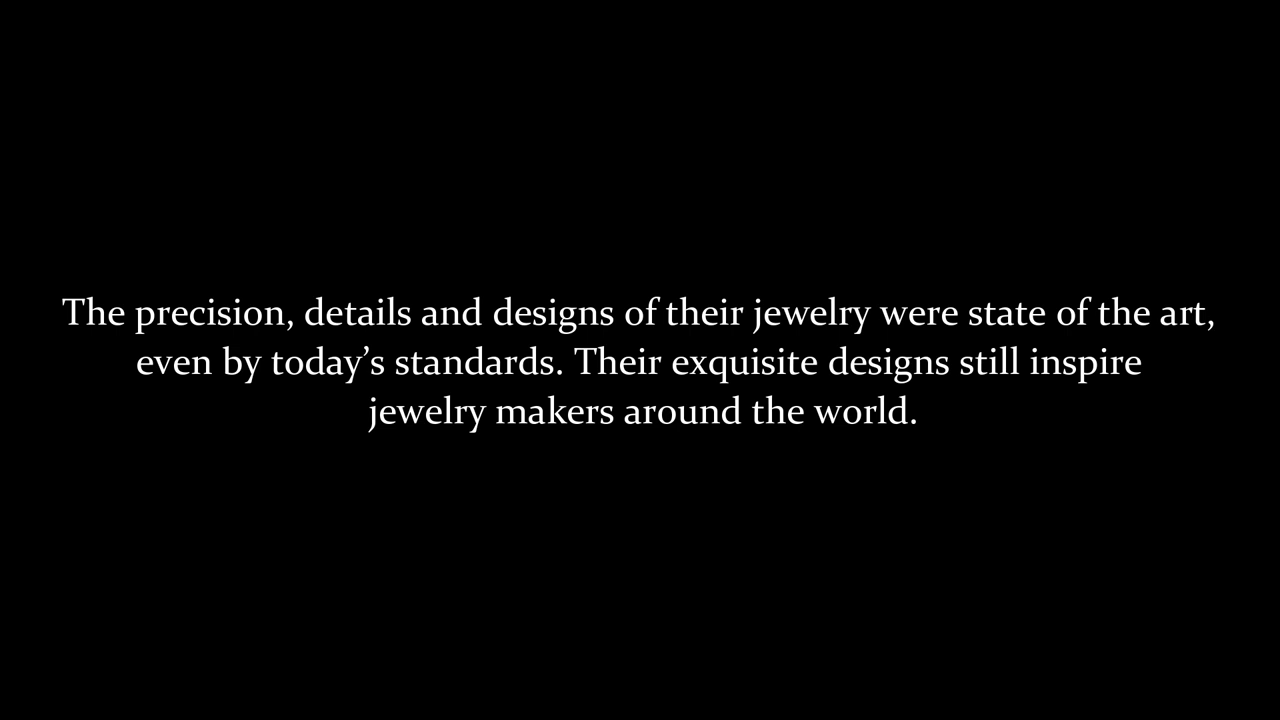 The precision, details and designs of their jewelry were state of the art,
even by today’s standards. Their exquisite designs still inspire
jewelry makers around the world.